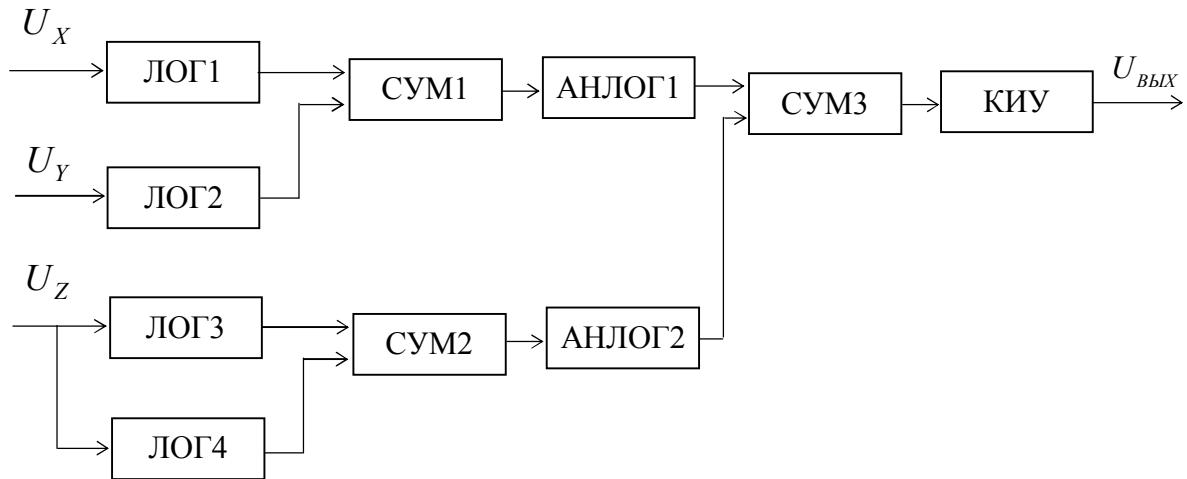 U_X
ЛОГ1
СУМ1
АНЛОГ1
СУМ3
КИУ
U_ВЫХ
U_Y
ЛОГ2
U_Z
ЛОГ3
СУМ2
АНЛОГ2
ЛОГ4